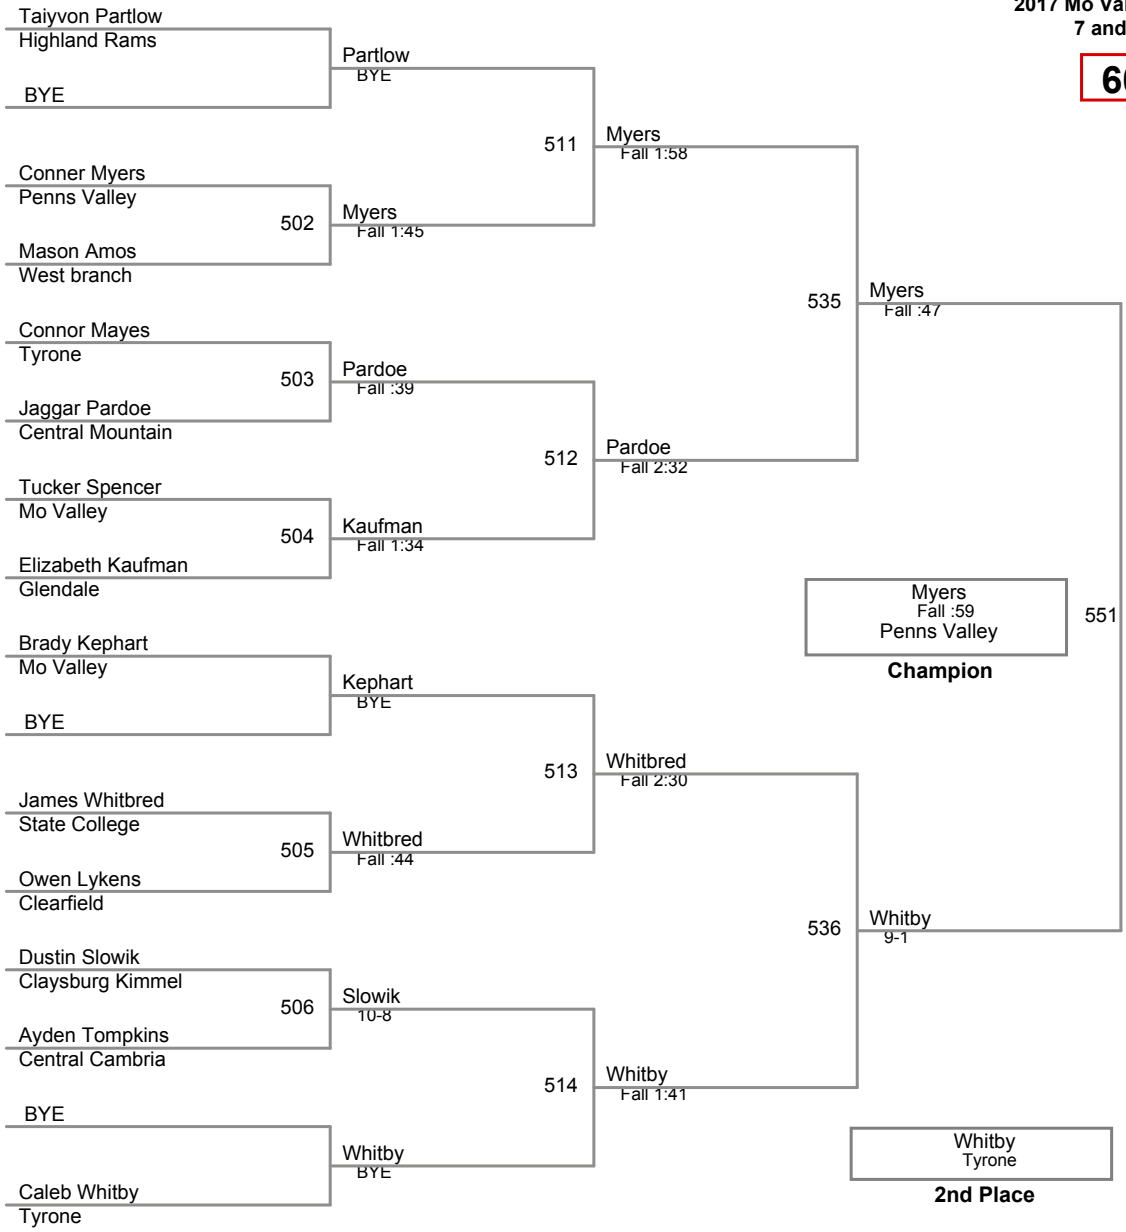 2017 Mo Val
7 and
60
Taiyvon Partlow
Highland Rams
BYE
Partlow
BYE
Conner Myers
Penns Valley
502
Mason Amos
West branch
Myers
Fall 1:45
511
Myers
Fall 1:58
Connor Mayes
Tyrone
503
Jaggar Pardoe
Central Mountain
Pardoe
Fall :39
Tucker Spencer
Mo Valley
504
Elizabeth Kaufman
Glendale
Kaufman
Fall 1:34
512
Pardoe
Fall 2:32
535
Myers
Fall :47
Brady Kephart
Mo Valley
BYE
Kephart
BYE
James Whitbred
State College
505
Owen Lykens
Clearfield
Whitbred
Fall :44
513
Whitbred
Fall 2:30
Dustin Slowik
Claysburg Kimmel
506
Ayden Tompkins
Central Cambria
Slowik
10-8
BYE
Caleb Whitby
Tyrone
Whitby
BYE
514
Whitby
Fall 1:41
536
Whitby
9-1
551
Myers
Fall :59
Penns Valley
Champion
Whitby
Tyrone
2nd Place